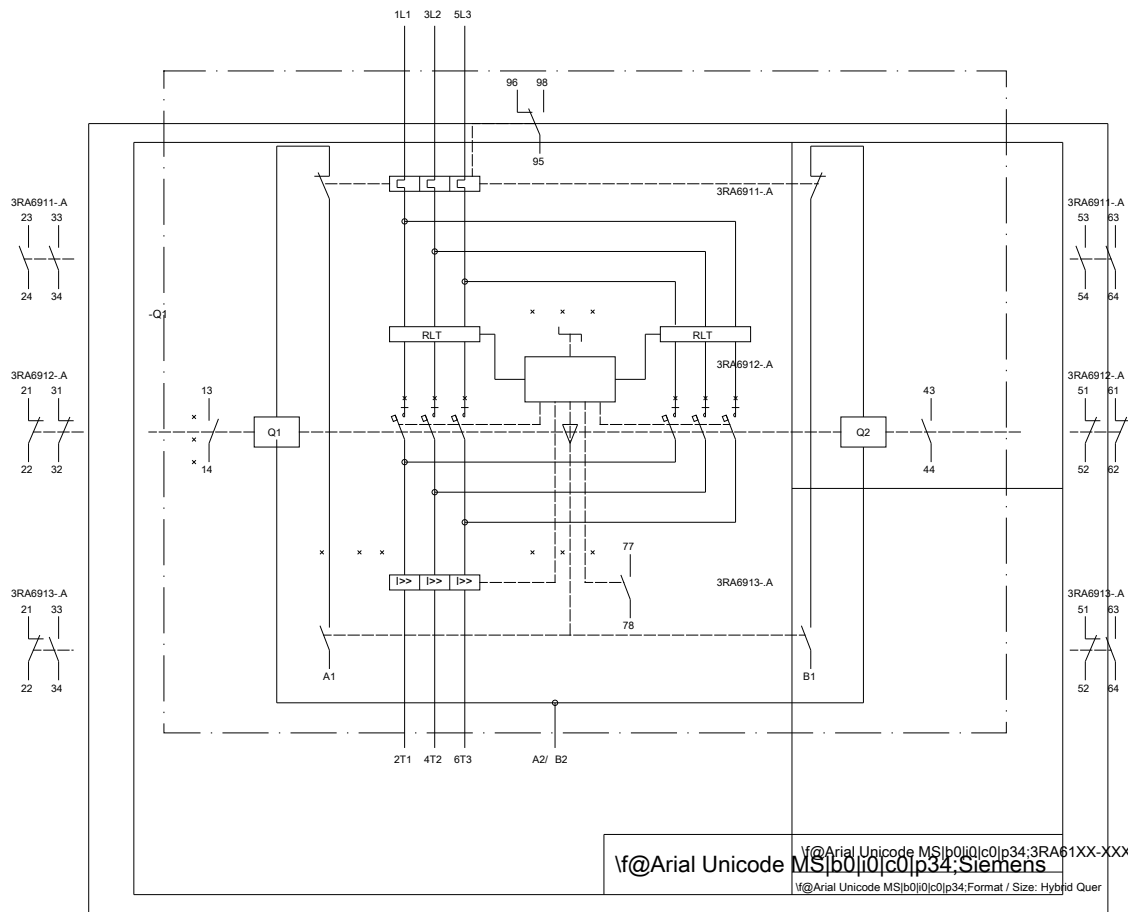 1L1 3L2 5L3
96 98
95
3RA6911-.A
3RA6911-.A
23 33
24 34
3RA6911-.A
53 63
54 64
-Q1
RLT
RLT
3RA6912-.A
3RA6912-.A
21 31
22 32
13
14
Q1
Q2
43
44
3RA6912-.A
51 61
52 62
I>> I>> I>>
77
78
3RA6913-.A
3RA6913-.A
21 33
22 34
3RA6913-.A
51 63
52 64
A1
B1
2T1 4T2 6T3
A2/ B2
\f@Arial Unicode MS|b0|i0|c0|p34;3RA61XX-XXX
\f@Arial Unicode MS|b0|i0|c0|p34;Siemens
\f@Arial Unicode MS|b0|i0|c0|p34;Format / Size: Hybrid Quer